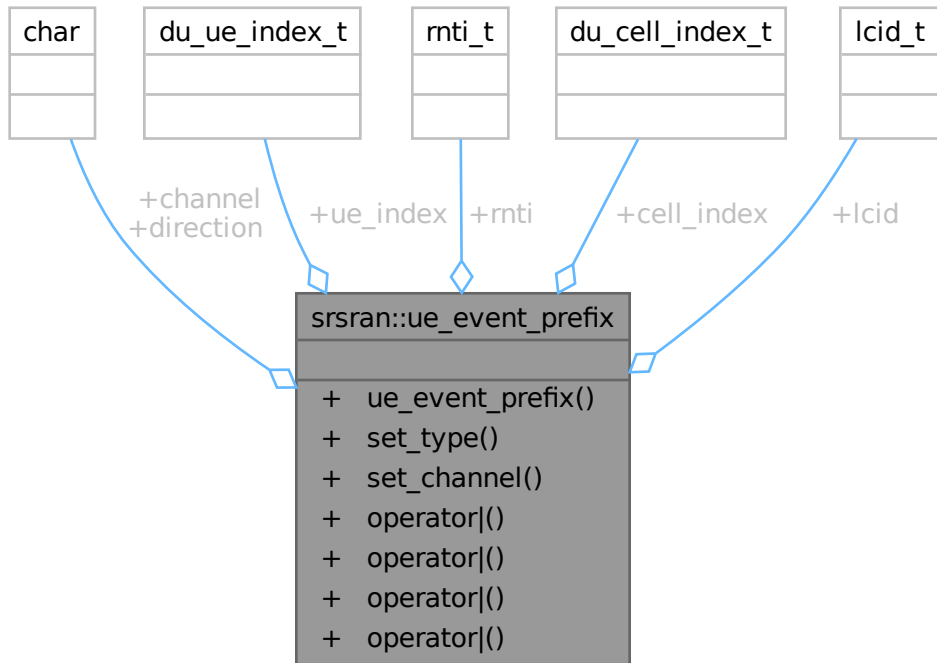 char
du_ue_index_t
rnti_t
du_cell_index_t
lcid_t
+channel
+direction
+ue_index
+rnti
+cell_index
+lcid
srsran::ue_event_prefix
+ ue_event_prefix()
+ set_type()
+ set_channel()
+ operator|()
+ operator|()
+ operator|()
+ operator|()